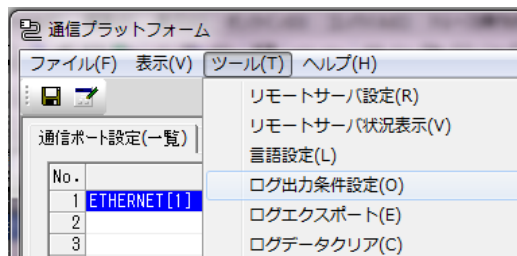 通信プラットフォーム
ファイル(F) 表示(V) ツール(T) ヘルプ(H)
リモートサーバ設定(R)
リモートサーバ状況表示(V)
言語設定(L)
ログ出力条件設定(O)
ログエクスポート(E)
ログデータクリア(C)
通信ポート設定(一覧)
No.
1 ETHERNET[1]
2
3